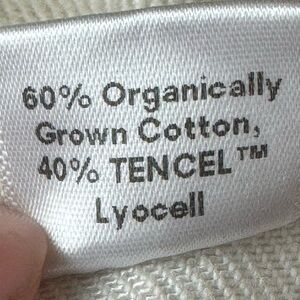 60% Organically
Grown Cotton,
40% TENCEL™
Lyocell